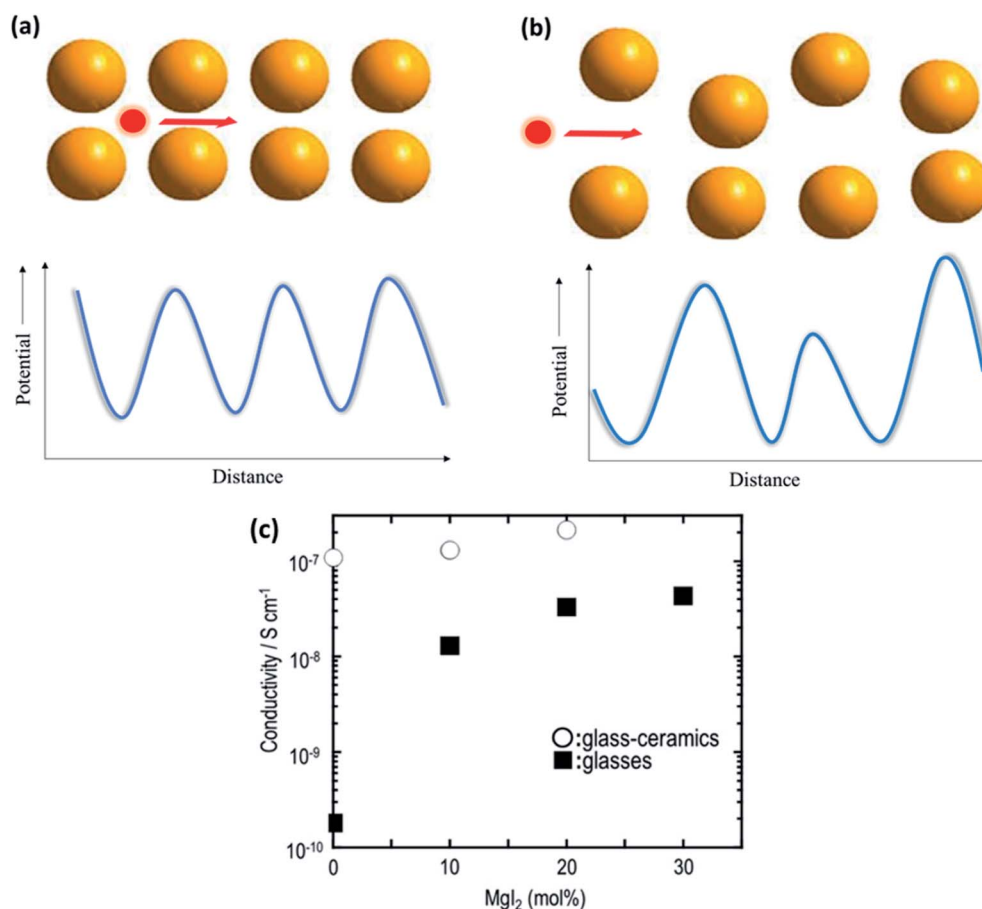 (a)
(b)
Potential
Distance
Potential
Distance
(c)
Conductivity / S cm⁻¹
10⁻⁷
10⁻⁸
10⁻⁹
10⁻¹⁰
○:glass-ceramics
■:glasses
0 10 20 30
MgI₂ (mol%)